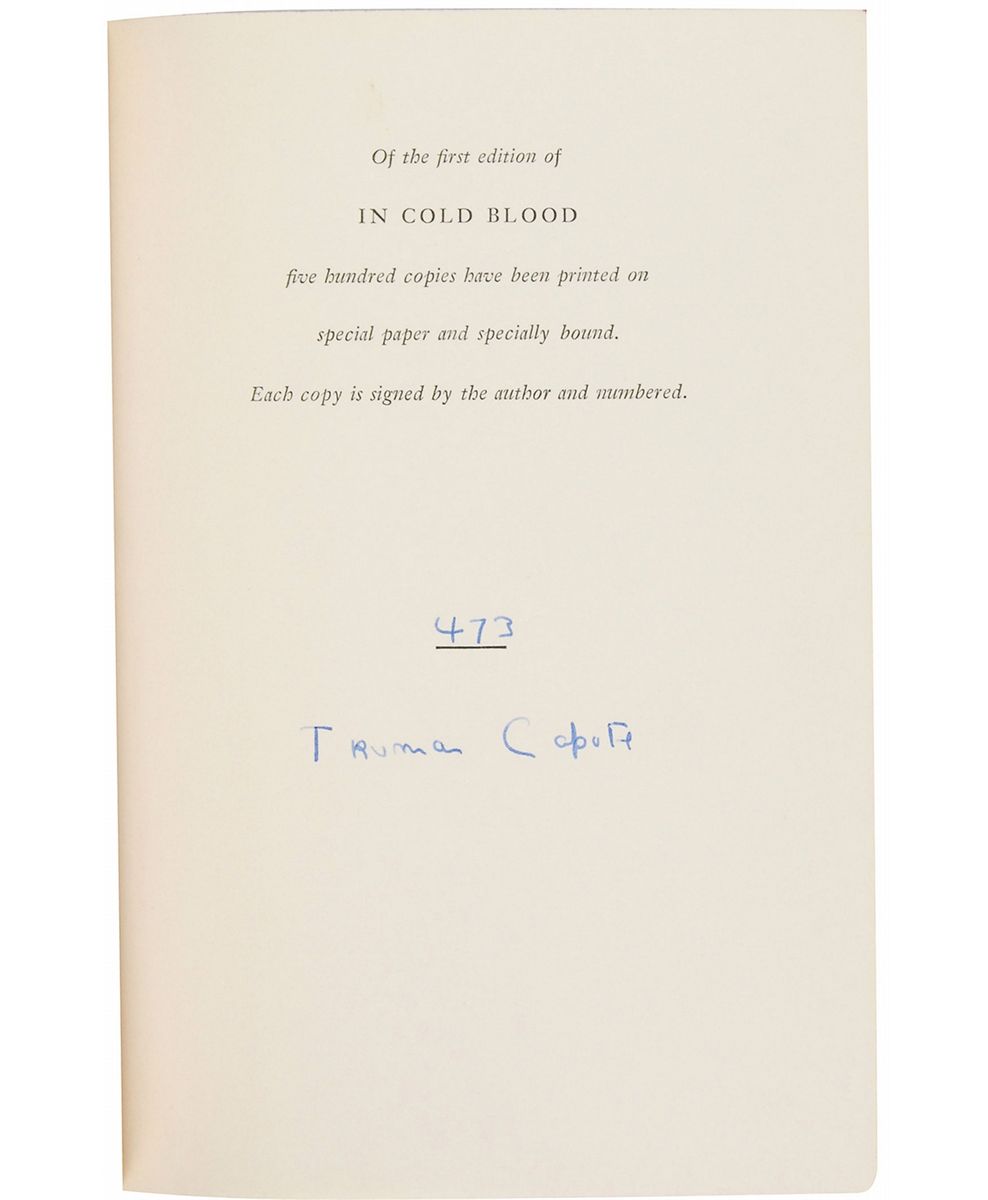 Of the first edition of
IN COLD BLOOD
five hundred copies have been printed on
special paper and specially bound.
Each copy is signed by the author and numbered.
473
Truman Capote